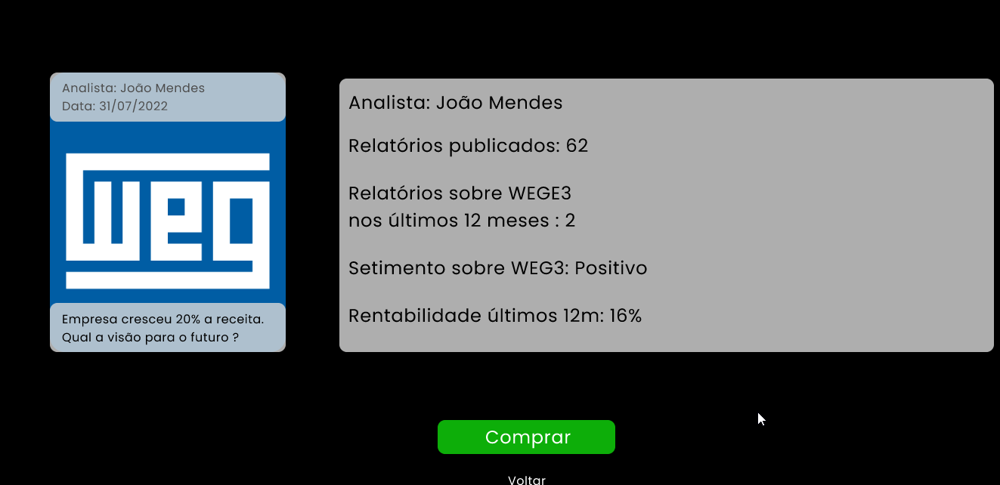 Analista: João Mendes
Data: 31/07/2022
weg
Empresa cresceu 20% a receita.
Qual a visão para o futuro ?
Analista: João Mendes
Relatórios publicados: 62
Relatórios sobre WEGE3
nos últimos 12 meses : 2
Setimento sobre WEG3: Positivo
Rentabilidade últimos 12m: 16%
Comprar
Voltar